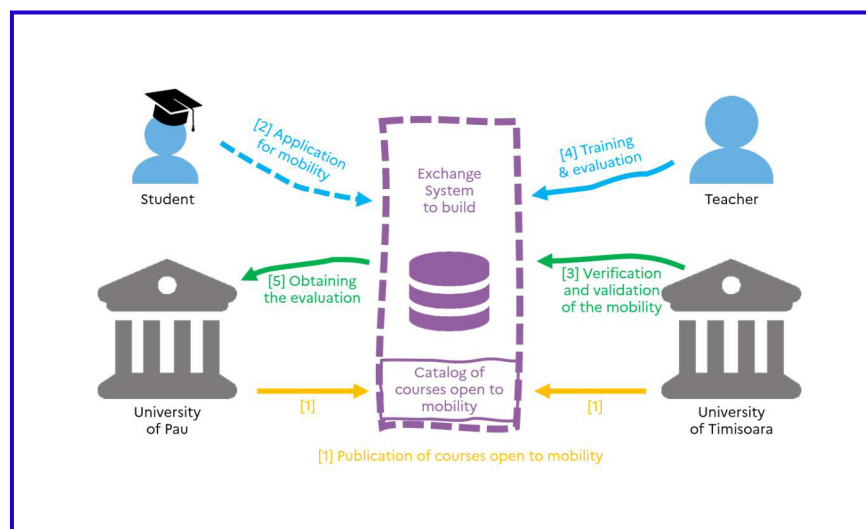 [2] Application
for mobility
Student
Exchange
System
to build
[4] Training
& evaluation
Teacher
[5] Obtaining
the evaluation
[3] Verification
and validation
of the mobility
University
of Pau
[1]
Catalog of
courses open to
mobility
[1]
University
of Timisoara
[1] Publication of courses open to mobility